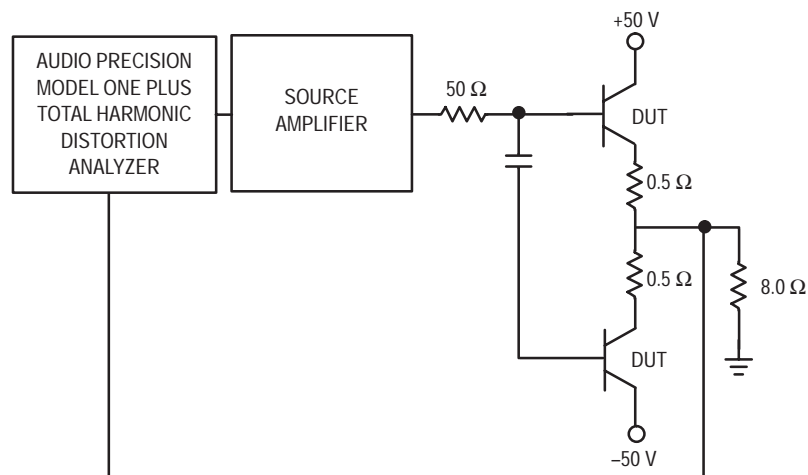 +50 V
AUDIO PRECISION
MODEL ONE PLUS
TOTAL HARMONIC
DISTORTION
ANALYZER
SOURCE
AMPLIFIER
50 Ω
DUT
0.5 Ω
0.5 Ω
8.0 Ω
DUT
–50 V